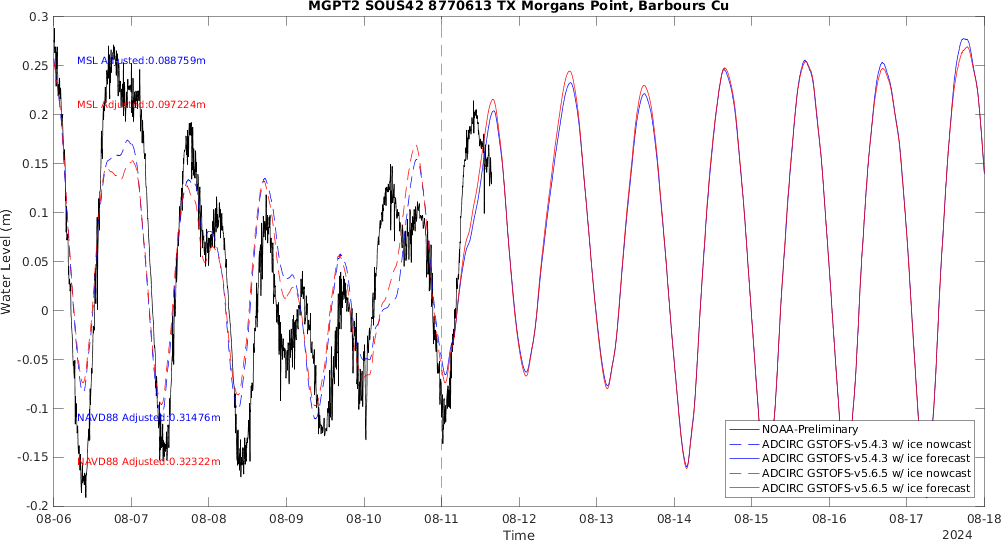 MGPT2 SOUS42 8770613 TX Morgans Point, Barbours Cu
0.3
0.25
0.2
0.15
0.1
0.05
0
-0.05
-0.1
-0.15
-0.2
Water Level (m)
MSL Adjusted:0.088759m
MSL Adjusted:0.097224m
NAVD88 Adjusted:0.31476m
NAVD88 Adjusted:0.32322m
NOAA-Preliminary
ADCIRC GSTOFS-v5.4.3 w/ ice nowcast
ADCIRC GSTOFS-v5.4.3 w/ ice forecast
ADCIRC GSTOFS-v5.6.5 w/ ice nowcast
ADCIRC GSTOFS-v5.6.5 w/ ice forecast
08-06 08-07 08-08 08-09 08-10 08-11 08-12 08-13 08-14 08-15 08-16 08-17 08-18
Time
2024